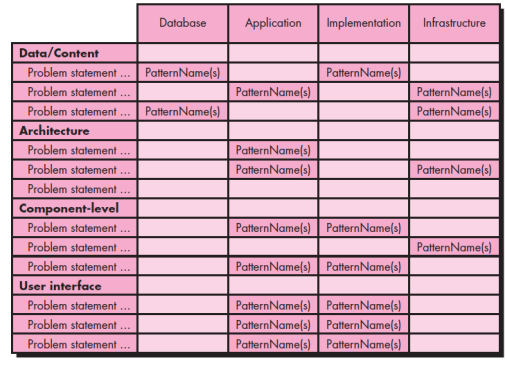 Database Application Implementation Infrastructure
Data/Content
Problem statement ... PatternName(s) PatternName(s)
Problem statement ... PatternName(s) PatternName(s)
Problem statement ... PatternName(s) PatternName(s)
Architecture
Problem statement ... PatternName(s)
Problem statement ... PatternName(s) PatternName(s)
Problem statement ...
Component-level
Problem statement ... PatternName(s) PatternName(s)
Problem statement ... PatternName(s)
Problem statement ... PatternName(s) PatternName(s)
User interface
Problem statement ... PatternName(s) PatternName(s)
Problem statement ... PatternName(s) PatternName(s)
Problem statement ... PatternName(s) PatternName(s)